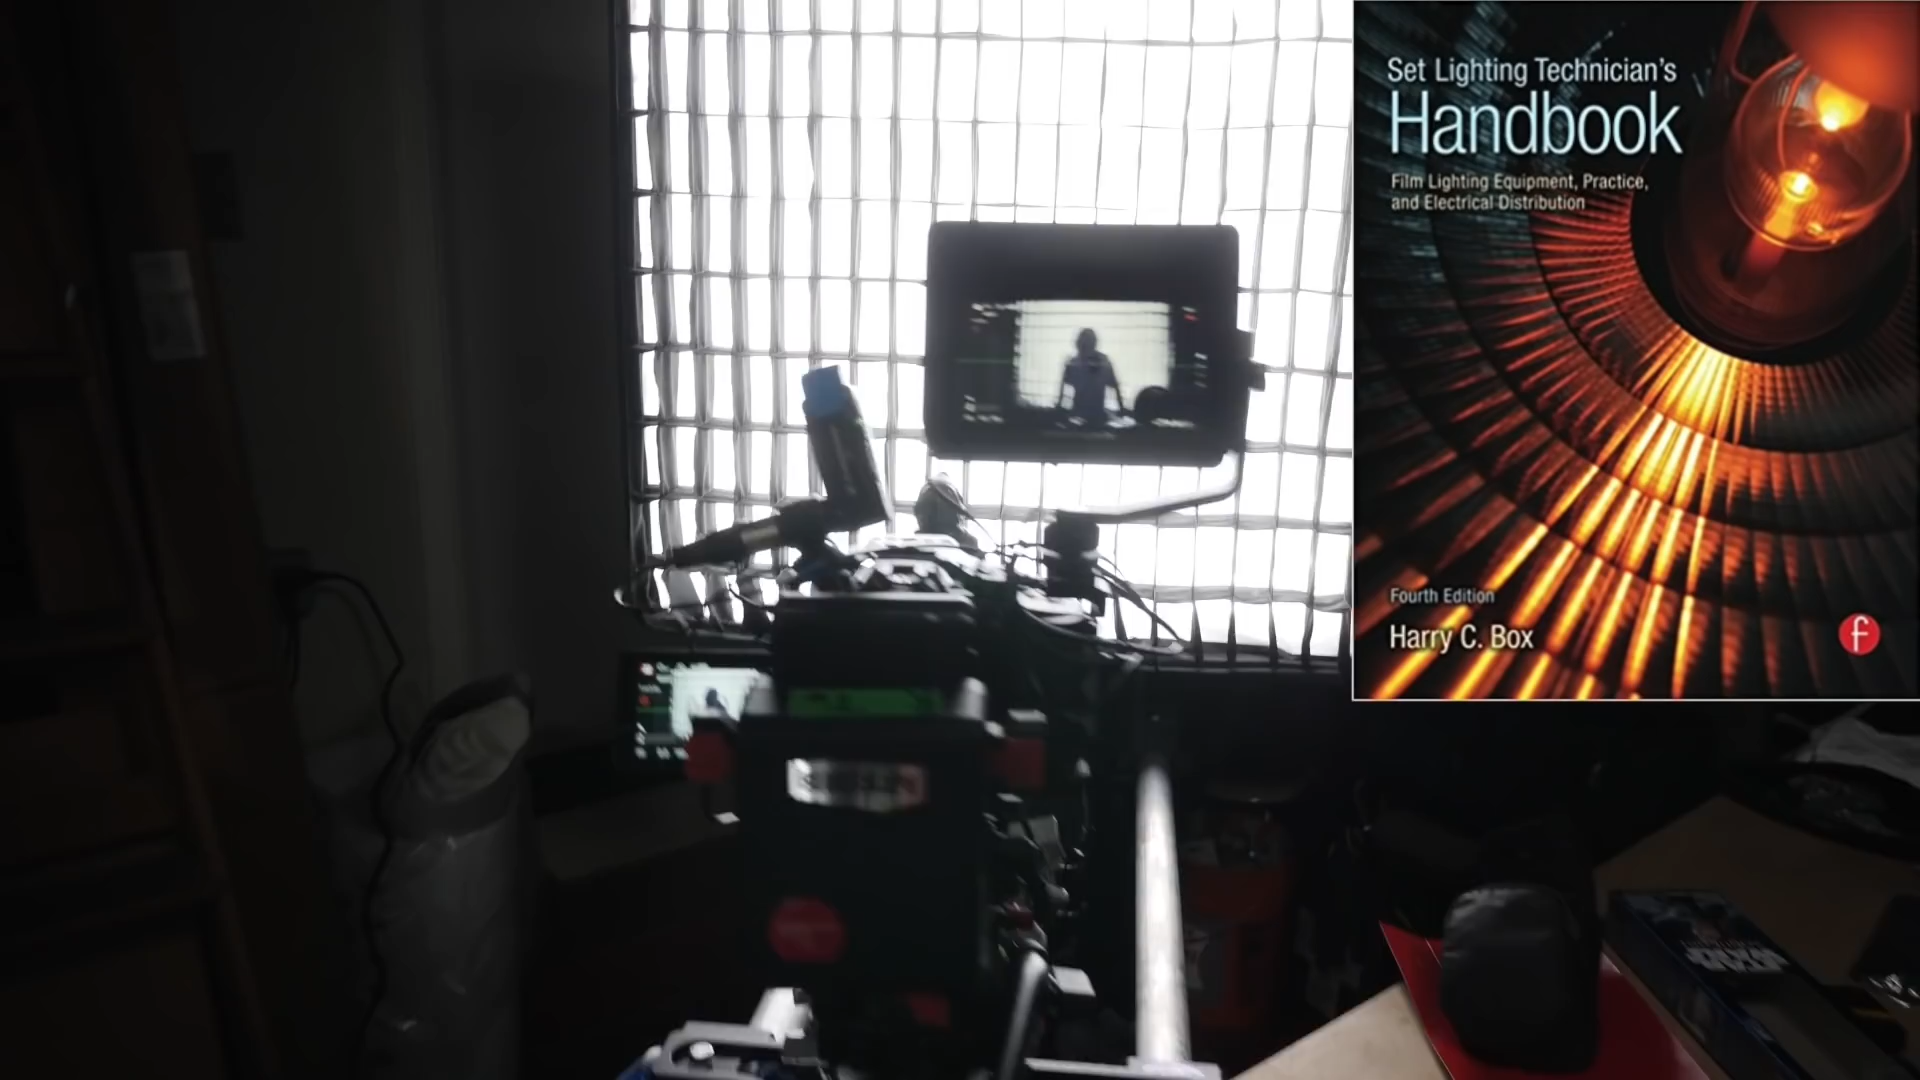 Set Lighting Technician's
Handbook
Film Lighting Equipment, Practice,
and Electrical Distribution
Fourth Edition
Harry C. Box
f